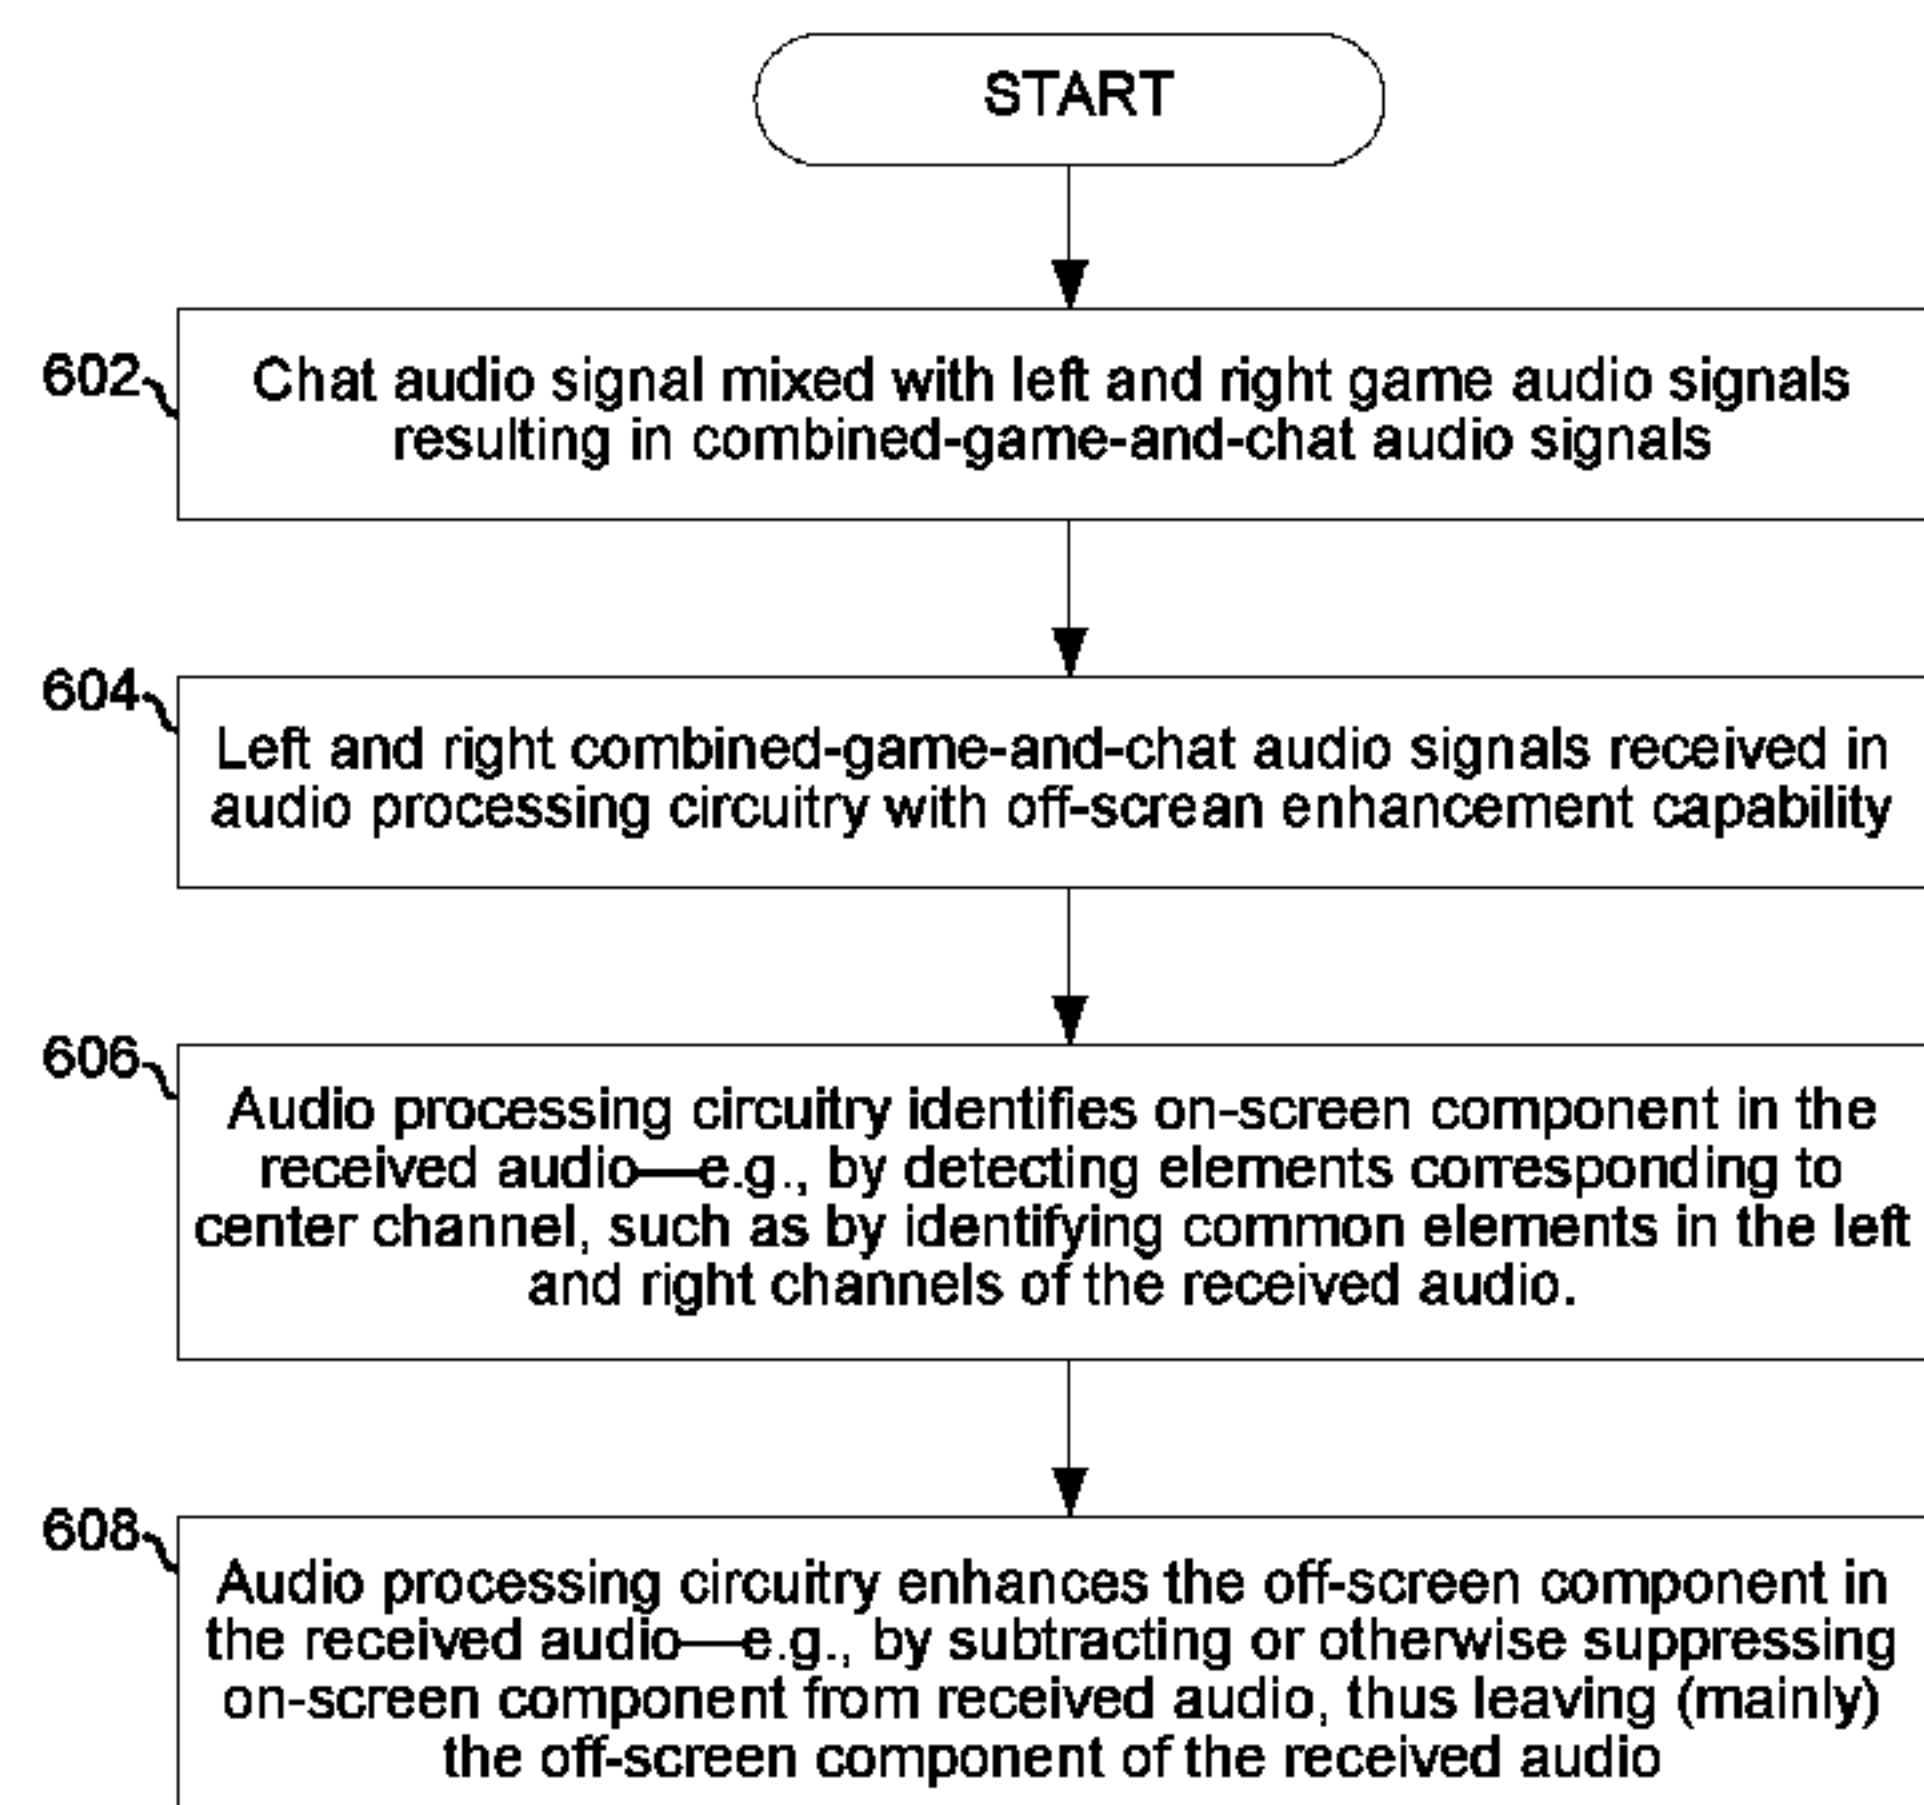 START
602
Chat audio signal mixed with left and right game audio signals
resulting in combined-game-and-chat audio signals
604
Left and right combined-game-and-chat audio signals received in
audio processing circuitry with off-screan enhancement capability
606
Audio processing circuitry identifies on-screen component in the
received audio—e.g., by detecting elements corresponding to
center channel, such as by identifying common elements in the left
and right channels of the received audio.
608
Audio processing circuitry enhances the off-screen component in
the received audio—e.g., by subtracting or otherwise suppressing
on-screen component from received audio, thus leaving (mainly)
the off-screen component of the received audio